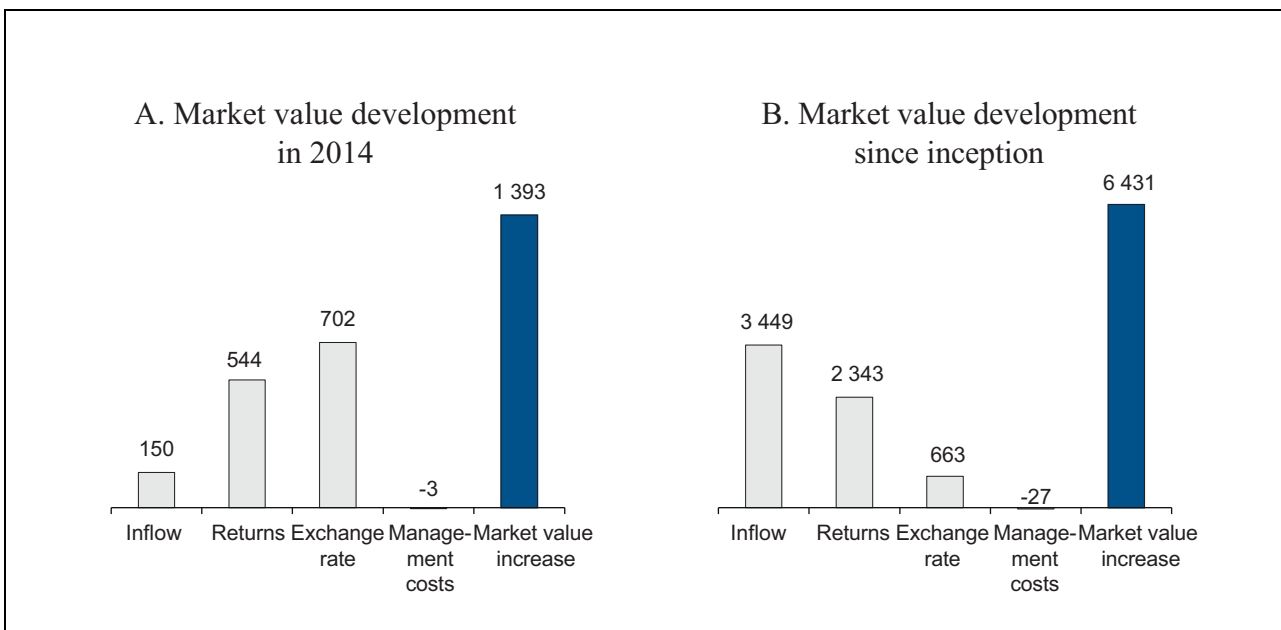 A. Market value development
in 2014
1 393
702
544
150
-3
Inflow
Returns
Exchange
rate
Manage-
ment
costs
Market value
increase
B. Market value development
since inception
6 431
3 449
2 343
663
-27
Inflow
Returns
Exchange
rate
Manage-
ment
costs
Market value
increase